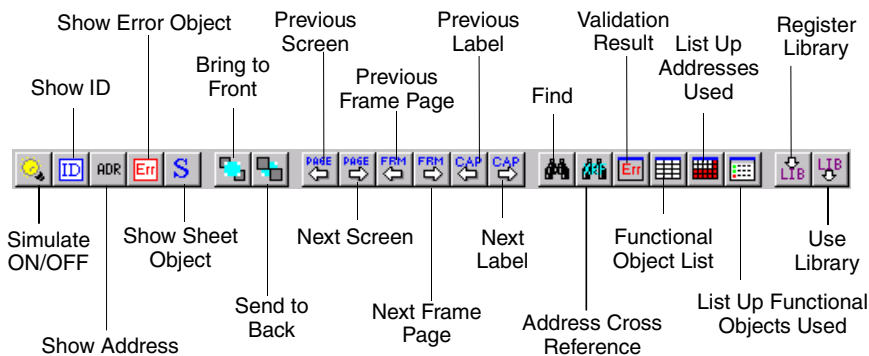 Show Error Object
Previous
Screen
Previous
Label
Validation
Result
Register
Library
Show ID
Bring to
Front
Previous
Frame Page
Find
List Up
Addresses
Used
ID
ADR
Err
S
PAGE
PAGE
FRM
FRM
CAP
CAP
Err
LIB
LIB
Simulate
ON/OFF
Show Sheet
Object
Next Screen
Next
Label
Functional
Object List
Use
Library
Send to
Back
Next Frame
Page
Address Cross
Reference
List Up Functional
Objects Used
Show Address